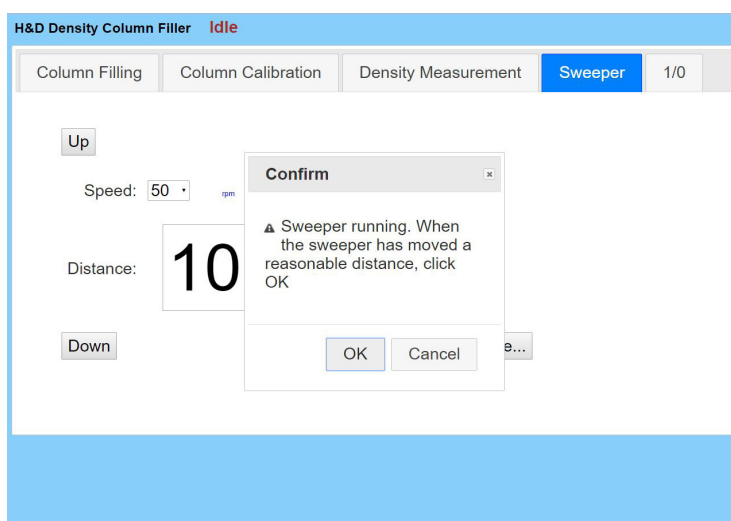 H&D Density Column Filler Idle
Column Filling Column Calibration Density Measurement Sweeper 1/0
Up
Speed: 50 rpm
Distance: 10
Down
e...
Confirm
Sweeper running. When
the sweeper has moved a
reasonable distance, click
OK
OK Cancel